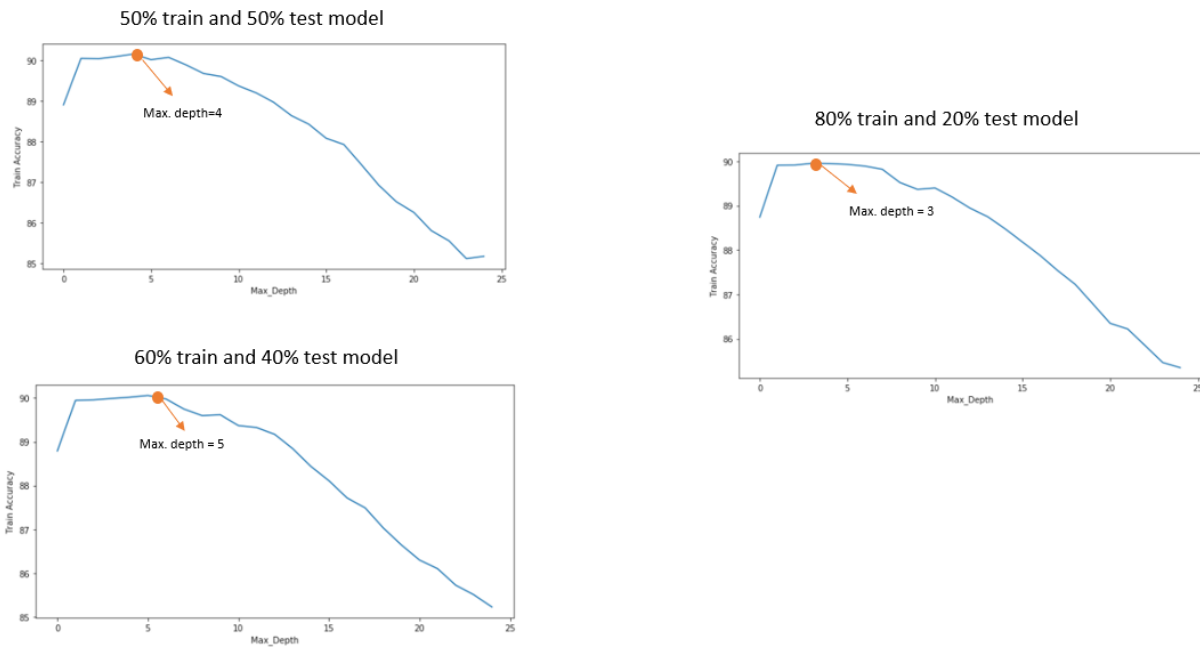 50% train and 50% test model
90
89
88
87
86
85
Train Accuracy
Max. depth=4
0 5 10 15 20 25
Max_Depth
80% train and 20% test model
90
89
88
87
86
Train Accuracy
Max. depth = 3
0 5 10 15 20 25
Max_Depth
60% train and 40% test model
90
89
88
87
86
85
Train Accuracy
Max. depth = 5
0 5 10 15 20 25
Max_Depth